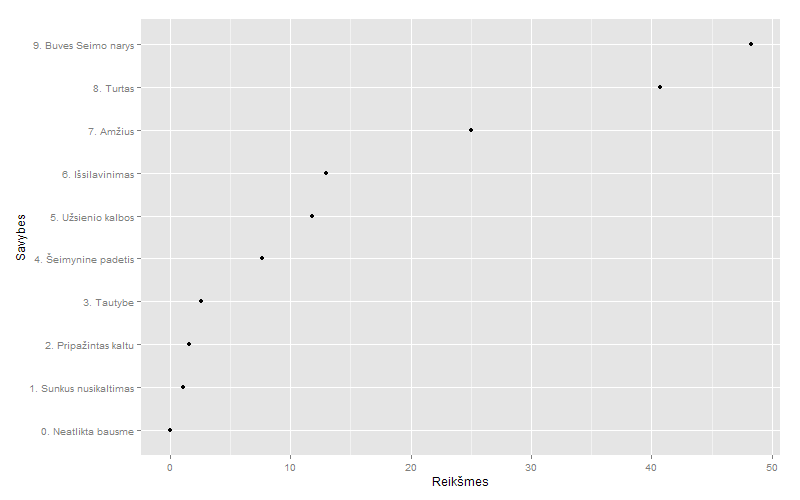 9. Buves Seimo narys
8. Turtas
7. Amžius
6. Išsilavinimas
5. Užsienio kalbos
4. Šeimynine padetis
3. Tautybe
2. Pripažintas kaltu
1. Sunkus nusikaltimas
0. Neatlikta bausme
Savybes
0 10 20 30 40 50
Reikšmes